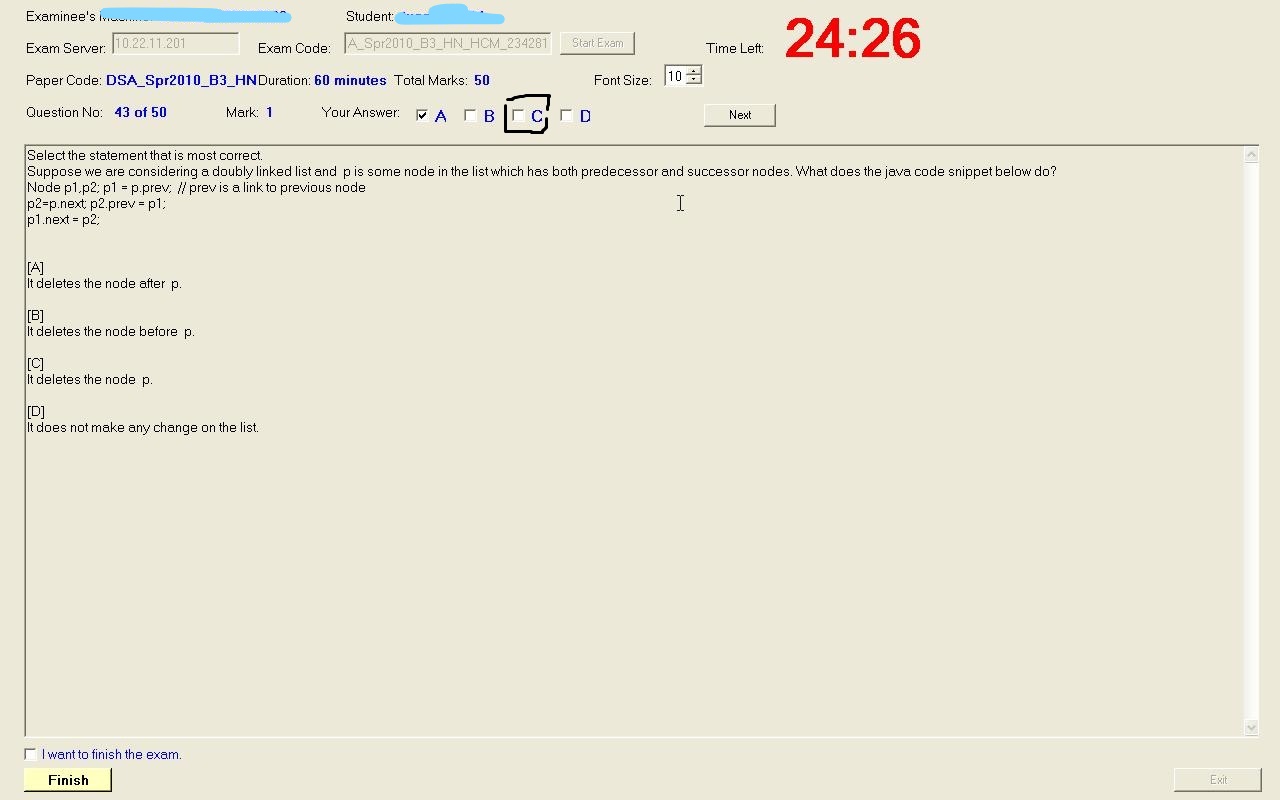 Examinee's Student:
Exam Server: 10.22.11.201 Exam Code: A_Spr2010_B3_HN_HCM_234281 Start Exam Time Left: 24:26
Paper Code: DSA_Spr2010_B3_HN Duration: 60 minutes Total Marks: 50 Font Size: 10
Question No: 43 of 50 Mark: 1 Your Answer: A B C D Next
Select the statement that is most correct.
Suppose we are considering a doubly linked list and p is some node in the list which has both predecessor and successor nodes. What does the java code snippet below do?
Node p1,p2; p1 = p.prev; // prev is a link to previous node
p2=p.next; p2.prev = p1;
p1.next = p2;
[A]
It deletes the node after p.
[B]
It deletes the node before p.
[C]
It deletes the node p.
[D]
It does not make any change on the list.
I want to finish the exam.
Finish Exit